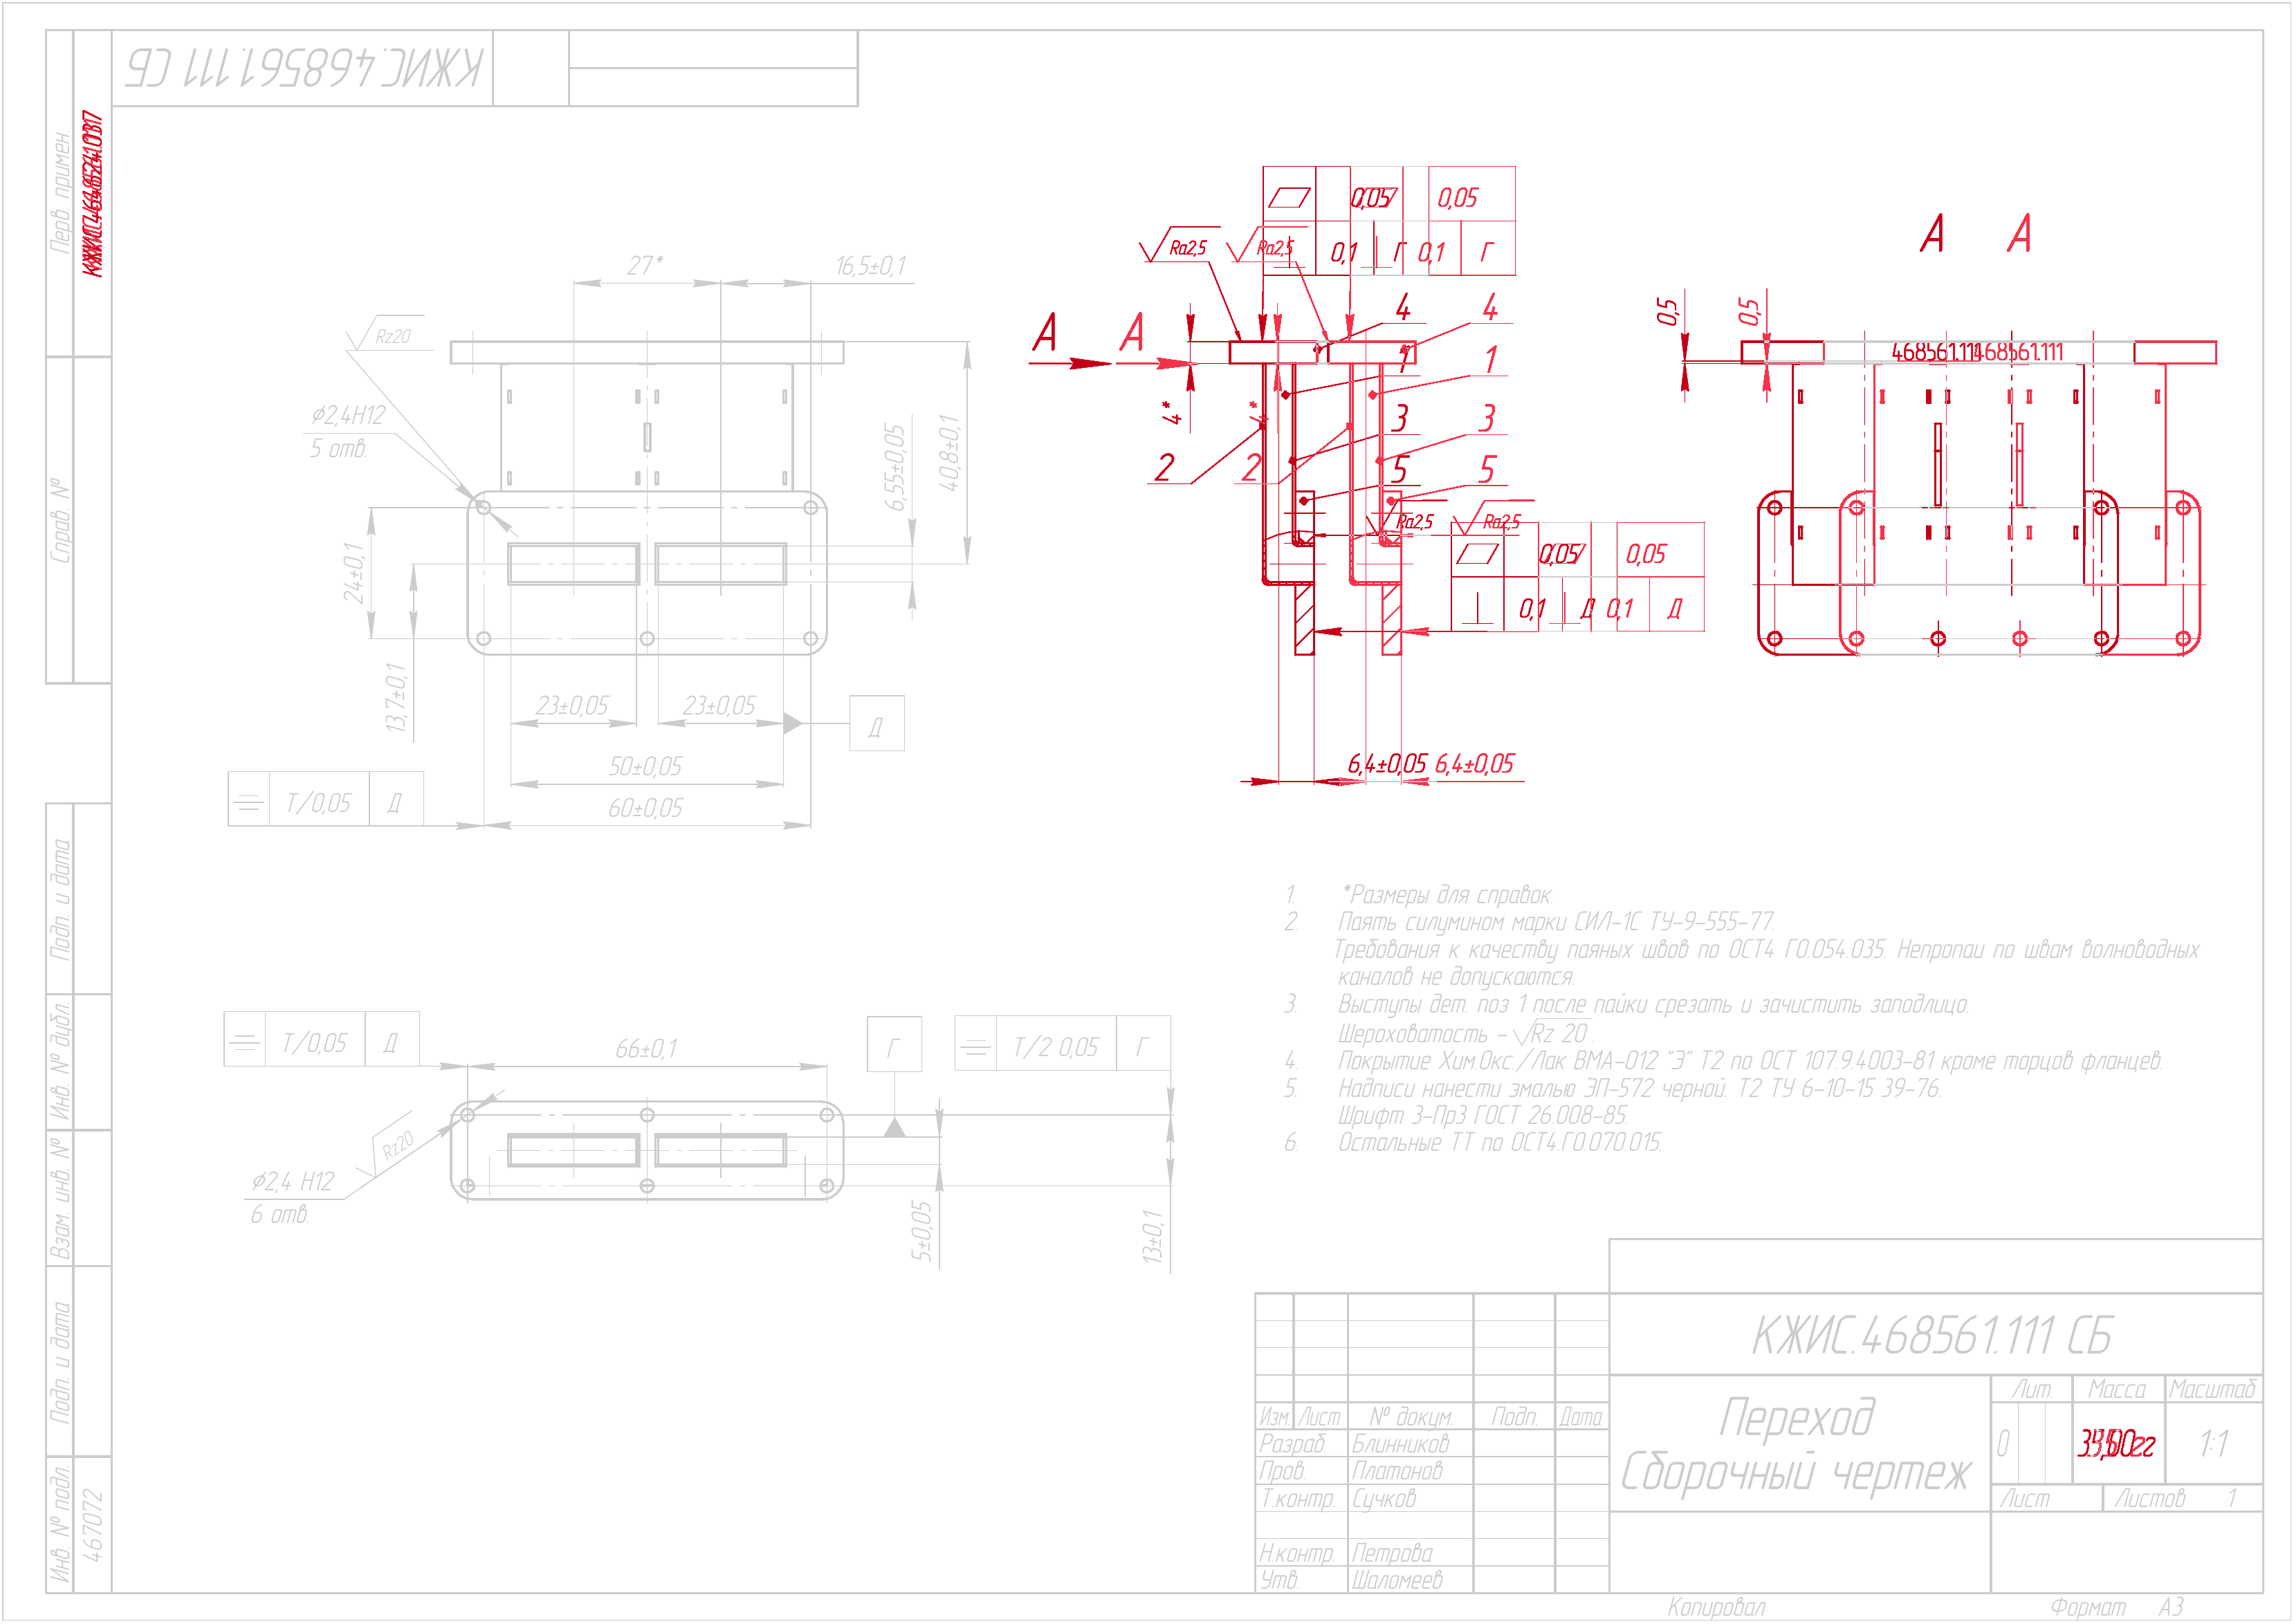 КЖИС.468561.111 СБ
Перв. примен.
Справ. №
Подп. и дата
Инв. № дубл.
Взам. инв. №
Подп. и дата
Инв. № подл.
467072
27*
16,5±0,1
Rz20
⌀2,4H12
5 отв.
6,55±0,05
40,8±0,1
24±0,1
13,7±0,1
23±0,05
23±0,05
Д
50±0,05
60±0,05
Т/0,05 Д
0,05
0,1 Г 0,1 Г
Ra2,5
Ra2,5
А
А
4
4
1
1
3
3
2
2
5
5
4*
4*
Ra2,5
Ra2,5
0,05
0,1 Д 0,1 Д
6,4±0,05
6,4±0,05
А
А
0,5
0,5
468561.111
468561.111
Т/0,05 Д
66±0,1
Г
Т/2 0,05 Г
Rz20
⌀2,4 H12
6 отв.
5±0,05
13±0,1
1. *Размеры для справок.
2. Паять силумином марки СИЛ-1С ТУ-9-555-77.
Требования к качеству паяных швов по ОСТ4 ГО.054.035. Непропаи по швам волноводных
каналов не допускаются.
3. Выступы дет. поз 1 после пайки срезать и зачистить заподлицо.
Шероховатость - √Rz 20 .
4. Покрытие Хим.Окс./Лак ВМА-012 "Э" Т2 по ОСТ 107.9.4003-81 кроме торцов фланцев.
5. Надписи нанести эмалью ЭП-572 черной. Т2 ТУ 6-10-15 39-76.
Шрифт 3-Пр3 ГОСТ 26.008-85.
6. Остальные ТТ по ОСТ4.ГО.070.015.
КЖИС.468561.111 СБ
Переход
Сборочный чертеж
Лит. Масса Масштаб
0 1:1
Лист Листов 1
Изм. Лист № докум. Подп. Дата
Разраб. Блинников
Пров. Платонов
Т.контр. Сучков
Н.контр. Петрова
Утв. Шаломеев
Копировал Формат А3